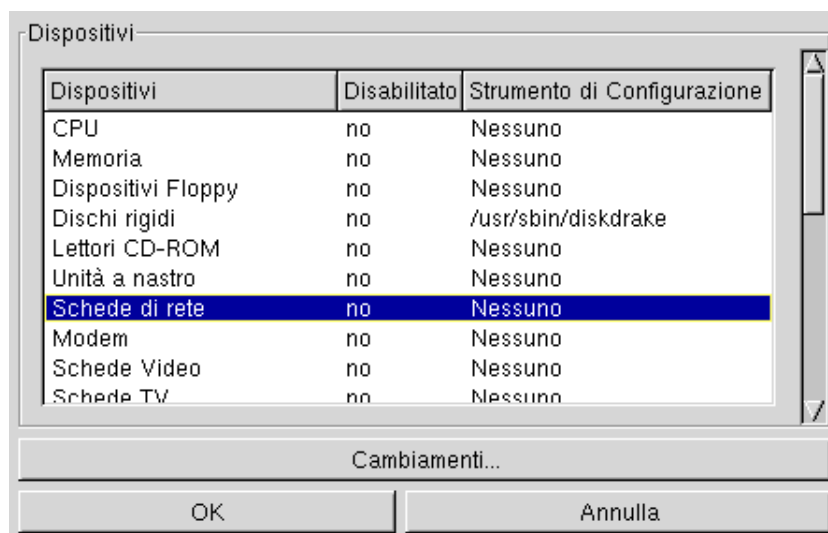 Dispositivi
Dispositivi Disabilitato Strumento di Configurazione
CPU no Nessuno
Memoria no Nessuno
Dispositivi Floppy no Nessuno
Dischi rigidi no /usr/sbin/diskdrake
Lettori CD-ROM no Nessuno
Unità a nastro no Nessuno
Schede di rete no Nessuno
Modem no Nessuno
Schede Video no Nessuno
Schede TV no Nessuno
Cambiamenti...
OK Annulla